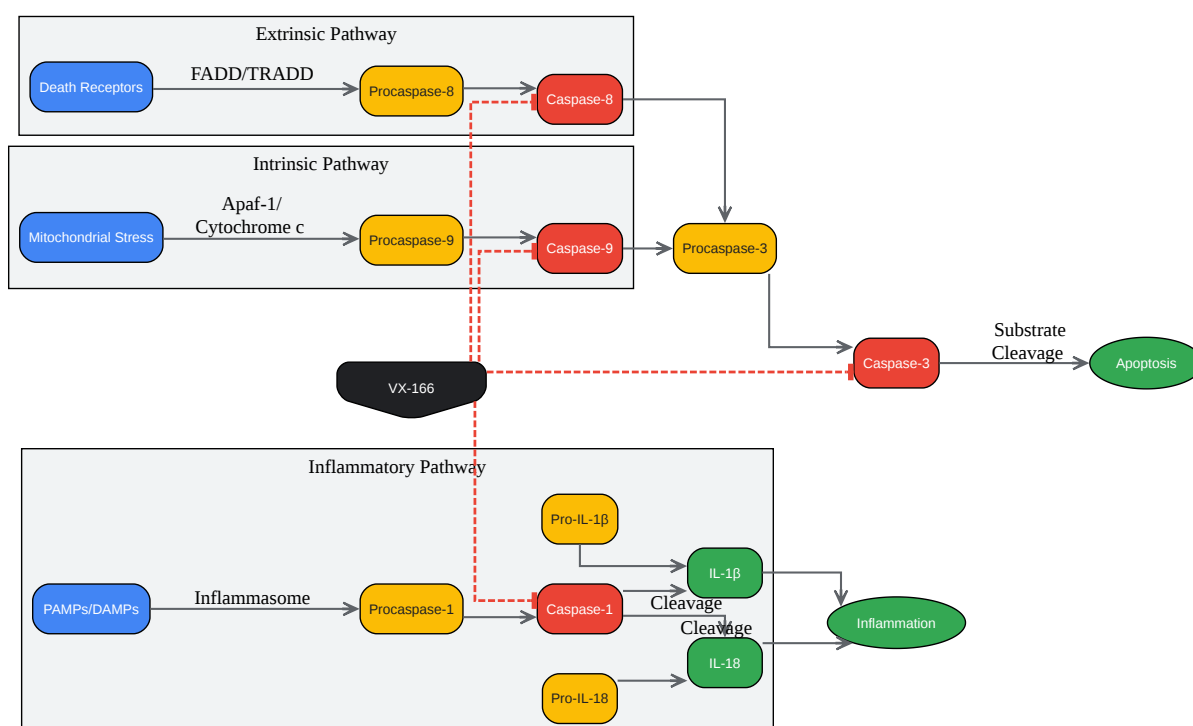 Extrinsic Pathway
Death Receptors
FADD/TRADD
Procaspase-8
Caspase-8
Intrinsic Pathway
Mitochondrial Stress
Apaf-1/
Cytochrome c
Procaspase-9
Caspase-9
Procaspase-3
VX-166
Caspase-3
Substrate
Cleavage
Apoptosis
Inflammatory Pathway
Pro-IL-1β
IL-1β
PAMPs/DAMPs
Inflammasome
Procaspase-1
Caspase-1
Cleavage
Cleavage
Inflammation
IL-18
Pro-IL-18